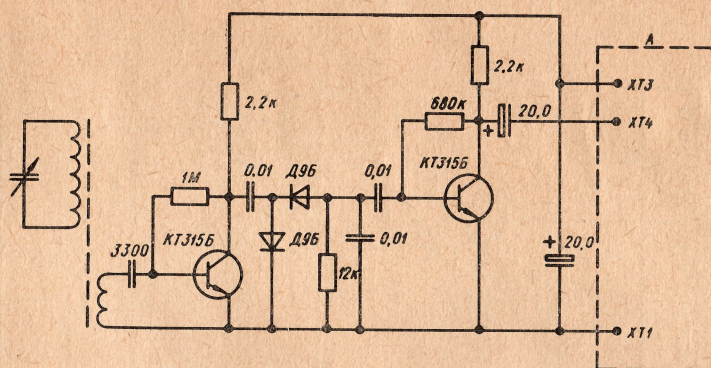 А
2,2к
ХТ3
2,2к
680к
20,0
+
ХТ4
КТ315Б
1М
0,01
Д9Б
0,01
3300
КТ315Б
Д9Б
0,01
+
20,0
12к
ХТ1